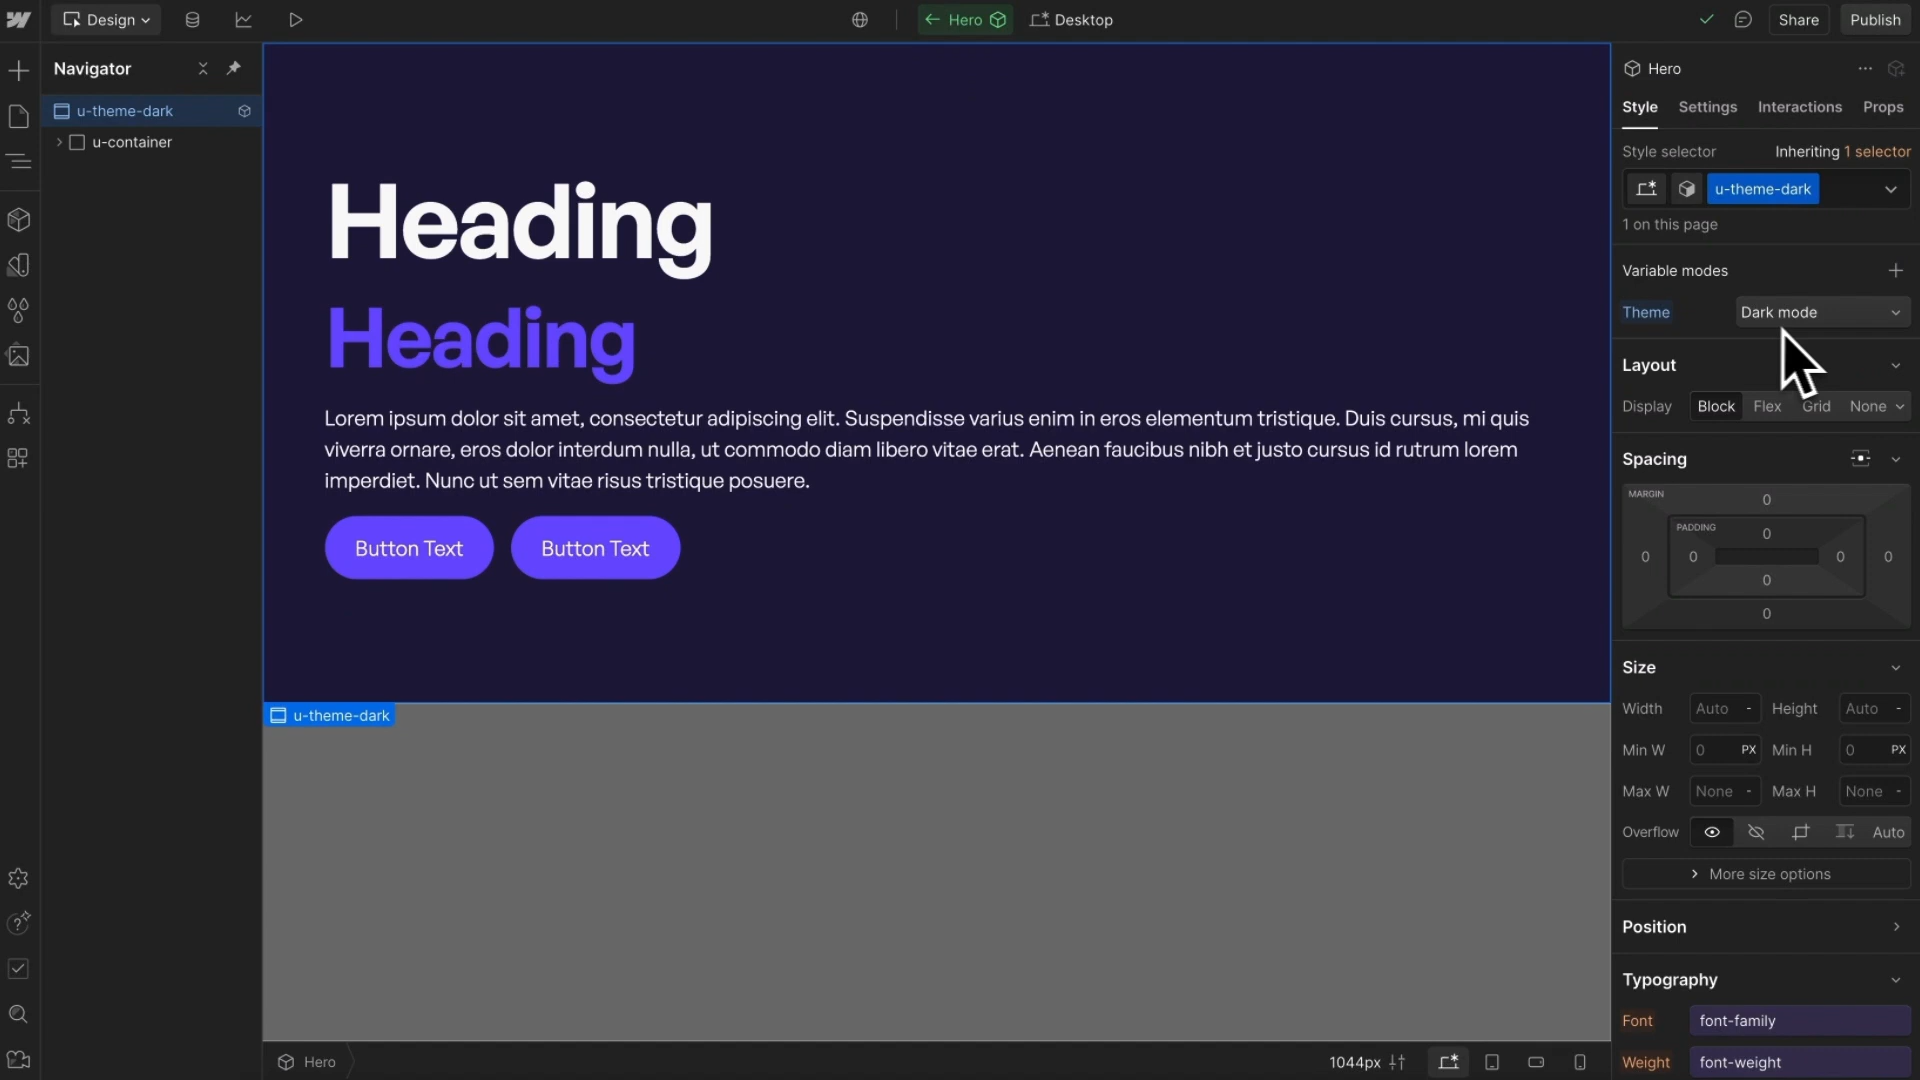 Design
Hero
Desktop
Share
Publish
Navigator
u-theme-dark
u-container
Heading
Heading
Lorem ipsum dolor sit amet, consectetur adipiscing elit. Suspendisse varius enim in eros elementum tristique. Duis cursus, mi quis
viverra ornare, eros dolor interdum nulla, ut commodo diam libero vitae erat. Aenean faucibus nibh et justo cursus id rutrum lorem
imperdiet. Nunc ut sem vitae risus tristique posuere.
Button Text Button Text
u-theme-dark
Hero
1044px
Hero
Style Settings Interactions Props
Style selector Inheriting 1 selector
u-theme-dark
1 on this page
Variable modes
Theme Dark mode
Layout
Display Block Flex Grid None
Spacing
MARGIN
0
PADDING
0
0 0 0 0
0
0
Size
Width Auto - Height Auto -
Min W 0 PX Min H 0 PX
Max W None - Max H None -
Overflow Auto
More size options
Position
Typography
Font font-family
Weight font-weight